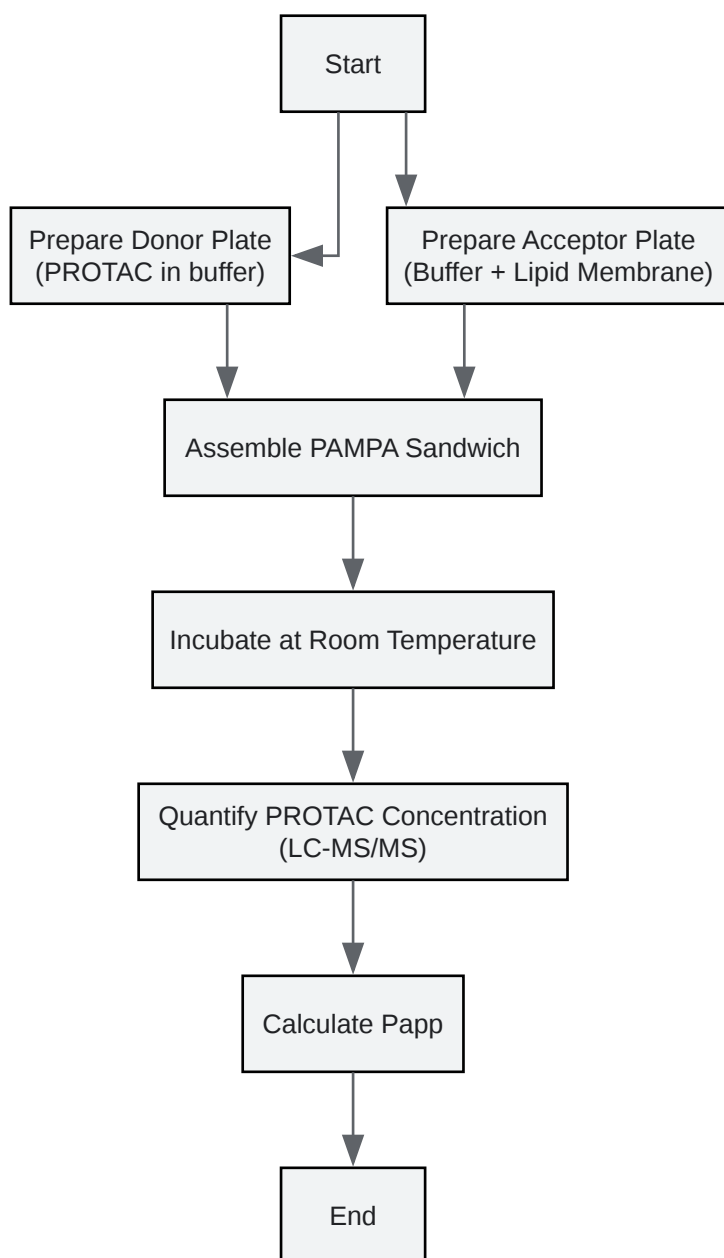 Start
Prepare Donor Plate
(PROTAC in buffer)
Prepare Acceptor Plate
(Buffer + Lipid Membrane)
Assemble PAMPA Sandwich
Incubate at Room Temperature
Quantify PROTAC Concentration
(LC-MS/MS)
Calculate Papp
End